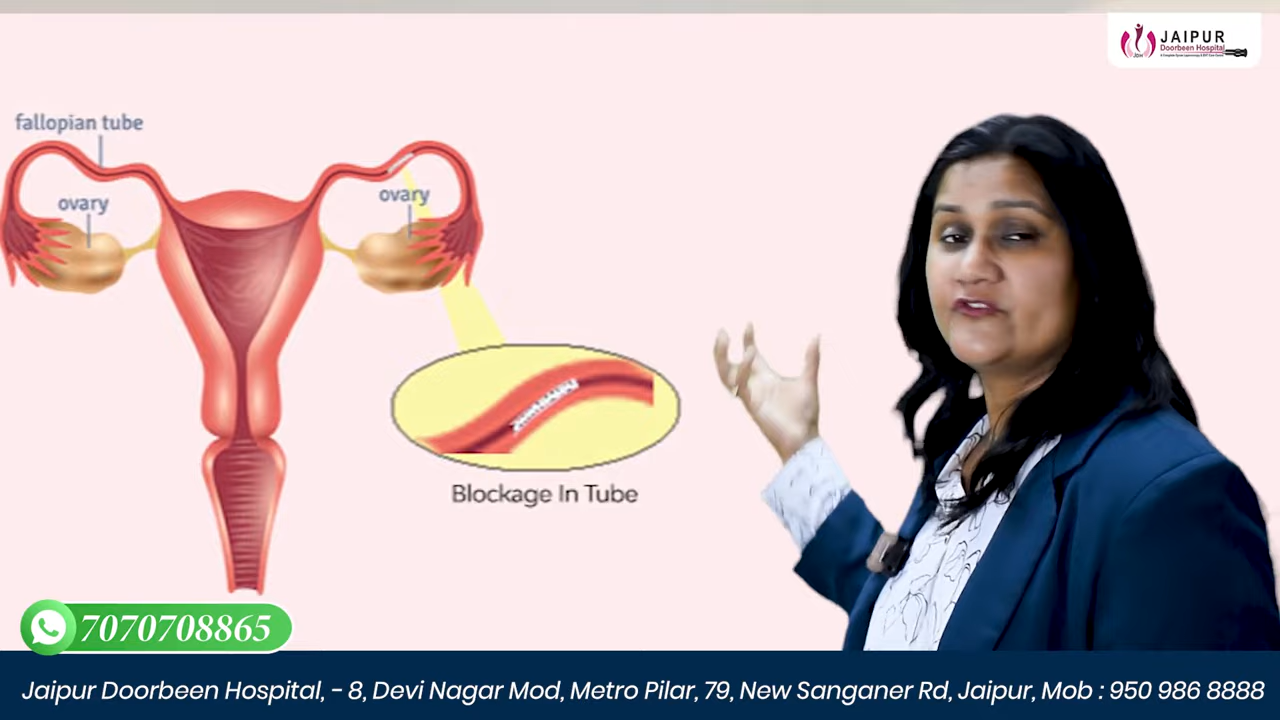 JAIPUR
Doorbeen Hospital
fallopian tube
ovary
ovary
Blockage In Tube
7070708865
Jaipur Doorbeen Hospital, - 8, Devi Nagar Mod, Metro Pilar, 79, New Sanganer Rd, Jaipur, Mob : 950 986 8888